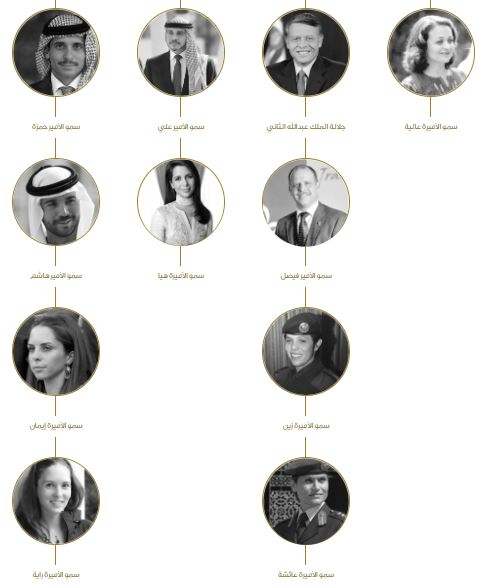 سمو الأميرة عالية
جلالة الملك عبدالله الثاني
سمو الأمير علي
سمو الأمير حمزة
سمو الأمير فيصل
سمو الأميرة هيا
سمو الأمير هاشم
سمو الأميرة زين
سمو الأميرة إيمان
سمو الأميرة عائشة
سمو الأميرة راية